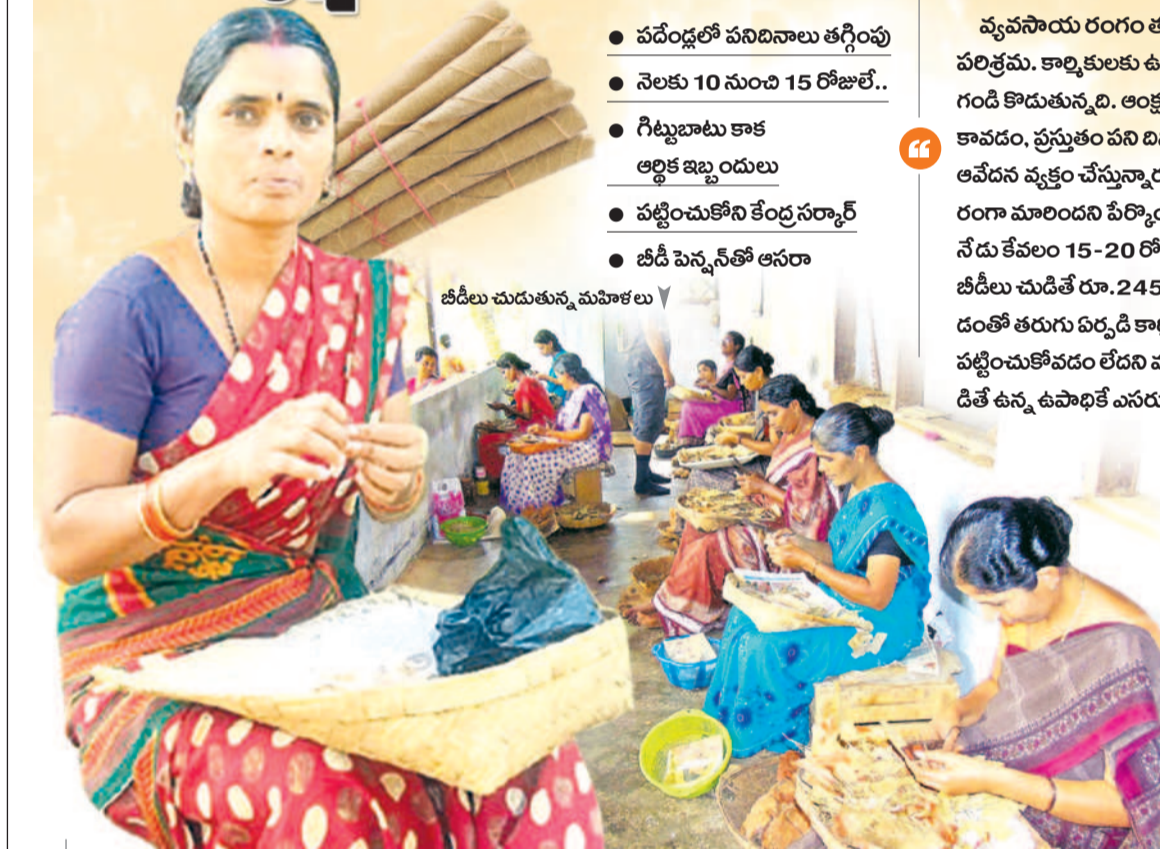 ● పదేండ్లలో పనిదినాలు తగ్గింపు
● నెలకు 10 నుంచి 15 రోజులే..
● గిట్టుబాటు కాక
ఆర్థిక ఇబ్బందులు
● పట్టించుకోని కేంద్ర సర్కార్
● బీడీ పెన్షన్‌తో ఆసరా
బీడీలు చుడుతున్న మహిళలు
వ్యవసాయ రంగం
పరిశ్రమ. కార్మికులకు
గండి కొడుతున్నది.
కావడం, ప్రస్తుతం పని
ఆవేదన వ్యక్తం
రంగా మారిందని
నేడు కేవలం 15-20
బీడీలు చుడితే రూ.245
డంతో తరుగు ఏర్పడి
పట్టించుకోవడం లేదని
డితే ఉన్న ఉపాధికే